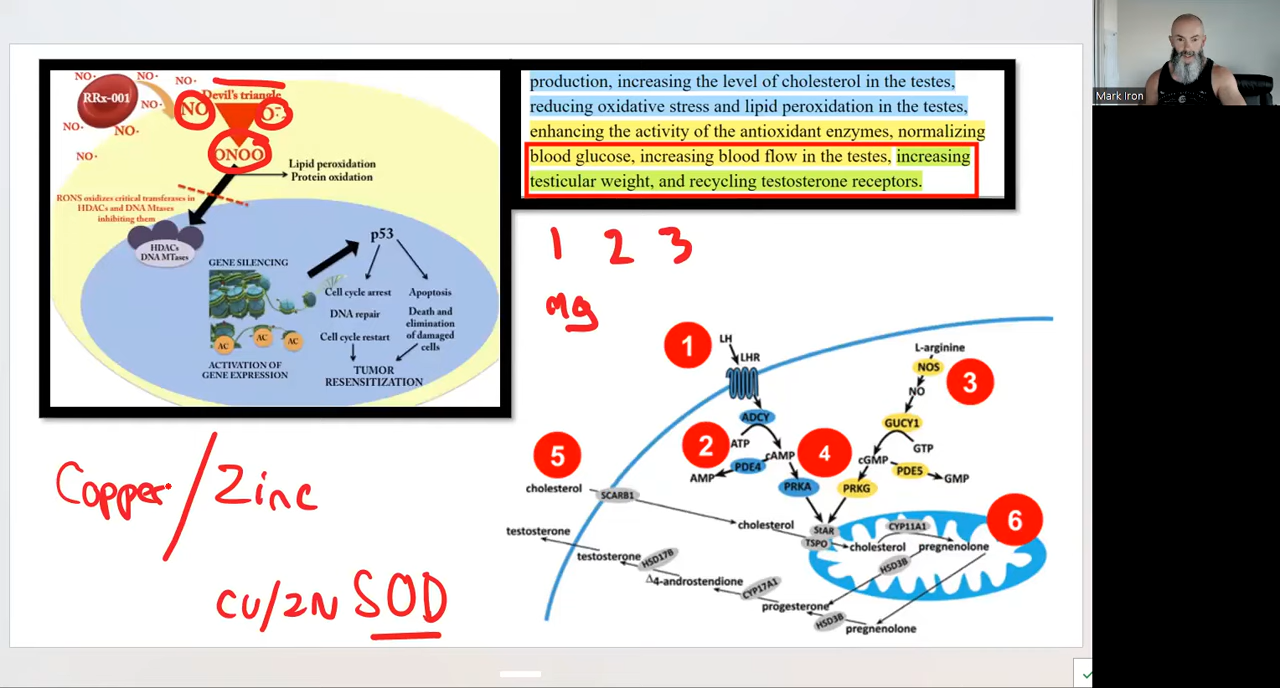 NO· NO· NO·
RRx-001
NO·
NO· NO·
NO·
Devil's triangle
NO O·-
ONOO
Lipid peroxidation
Protein oxidation
RONS oxidizes critical transferases in
HDACs and DNA Mtases
inhibiting them
HDACs
DNA MTases
GENE SILENCING
p53
Cell cycle arrest
DNA repair
Cell cycle restart
Apoptosis
Death and
elimination
of damaged
cells
AC AC AC
ACTIVATION OF
GENE EXPRESSION
TUMOR
RESENSITIZATION
production, increasing the level of cholesterol in the testes,
reducing oxidative stress and lipid peroxidation in the testes,
enhancing the activity of the antioxidant enzymes, normalizing
blood glucose, increasing blood flow in the testes, increasing
testicular weight, and recycling testosterone receptors.
Mark Iron
1 2 3
Mg
Copper / Zinc
CU/ZN SOD
1
LH
LHR
ADCY
2
ATP
cAMP
PDE4
AMP
4
PRKA
L-arginine
NOS
3
NO
GUCY1
GTP
cGMP
PDE5
GMP
PRKG
5
cholesterol
SCARB1
cholesterol
StAR
TSPO
6
CYP11A1
cholesterol
pregnenolone
HSD3B
testosterone
testosterone
HSD17B
Δ4-androstendione
CYP17A1
progesterone
HSD3B
pregnenolone